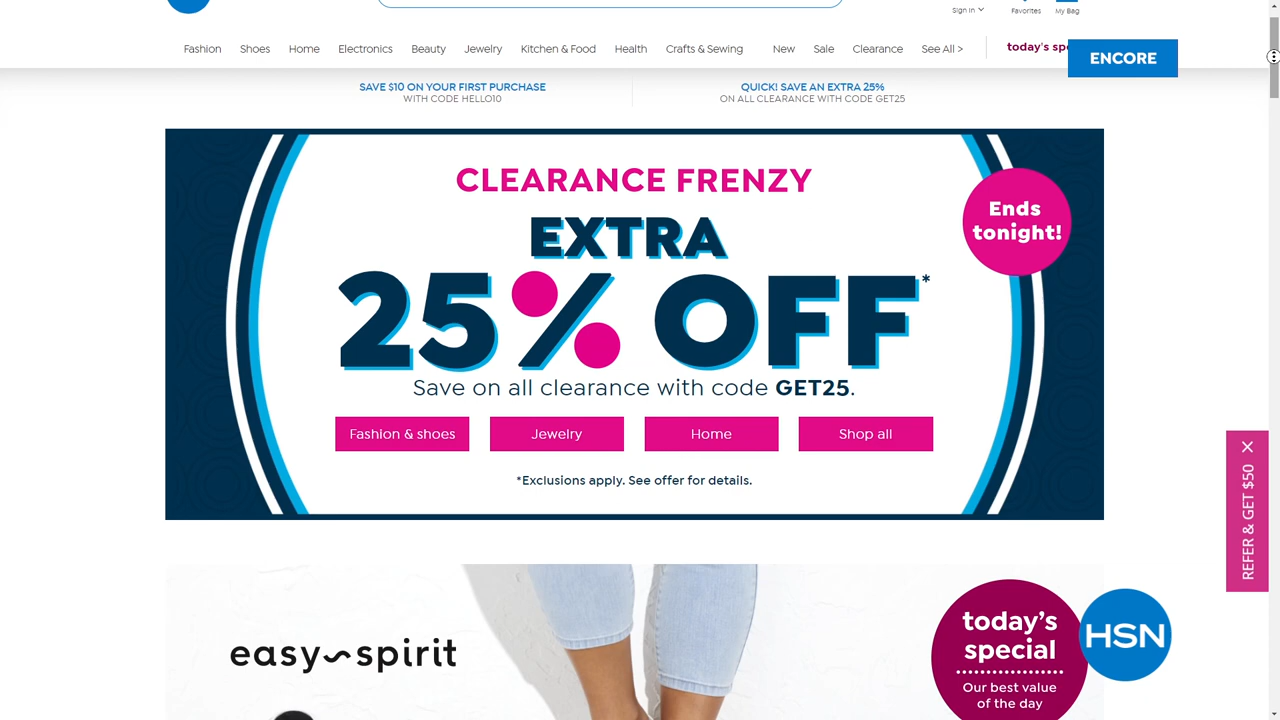 Sign In
Favorites
My Bag
Fashion Shoes Home Electronics Beauty Jewelry Kitchen & Food Health Crafts & Sewing New Sale Clearance See All >
today's
ENCORE
SAVE $10 ON YOUR FIRST PURCHASE
WITH CODE HELLO10
QUICK! SAVE AN EXTRA 25%
ON ALL CLEARANCE WITH CODE GET25
CLEARANCE FRENZY
EXTRA
25% OFF*
Ends
tonight!
Save on all clearance with code GET25.
Fashion & shoes
Jewelry
Home
Shop all
*Exclusions apply. See offer for details.
REFER & GET $50
easy spirit
today's
special
Our best value
of the day
HSN